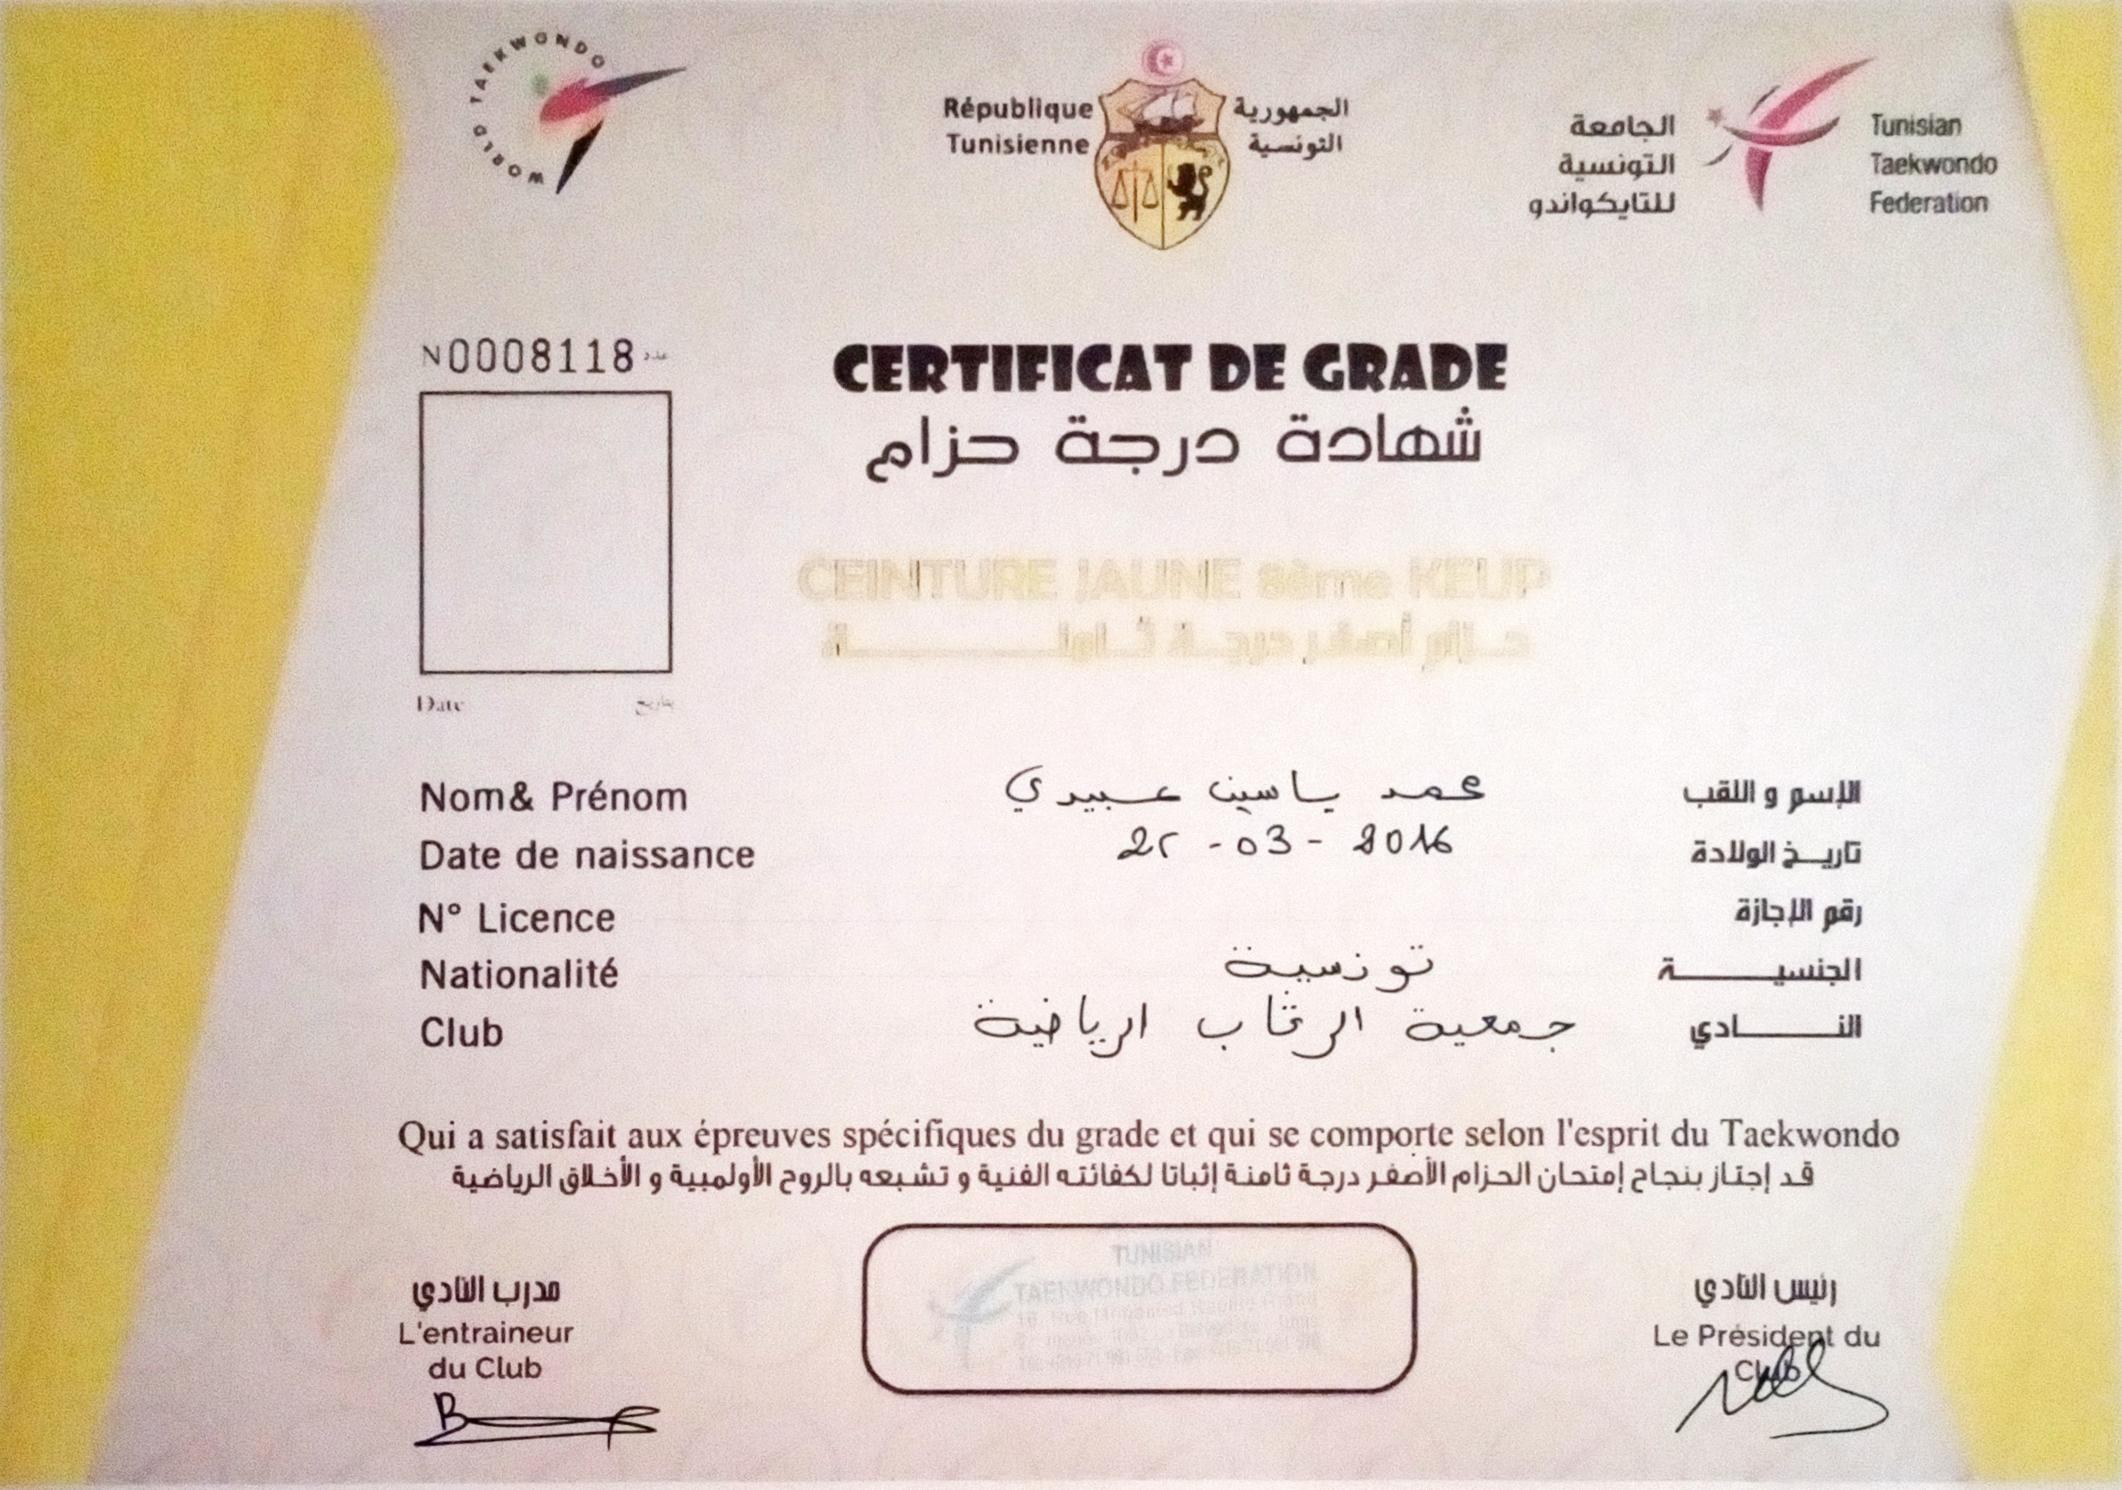 WORLD TAEKWONDO
République
Tunisienne
الجمهورية
التونسية
الجامعة
التونسية
للتايكواندو
Tunisian
Taekwondo
Federation
N0008118 عدد
CERTIFICAT DE GRADE
شهادة درجة حزام
CEINTURE JAUNE 8ème KEUP
حزام أصفر درجة ثامنة
Date تاريخ
Nom& Prénom محمد ياسين عبيدي الإسم و اللقب
Date de naissance 22-03-2016 تاريخ الولادة
N° Licence رقم الإجازة
Nationalité تونسية الجنسية
Club جمعية الرقاب الرياضية النادي
Qui a satisfait aux épreuves spécifiques du grade et qui se comporte selon l'esprit du Taekwondo
قد إجتاز بنجاح إمتحان الحزام الأصفر درجة ثامنة إثباتا لكفائته الفنية و تشبعه بالروح الأولمبية و الأخلاق الرياضية
مدرب النادي
L'entraineur
du Club
TUNISIAN
TAEKWONDO FEDERATION
رئيس النادي
Le Président du
Club